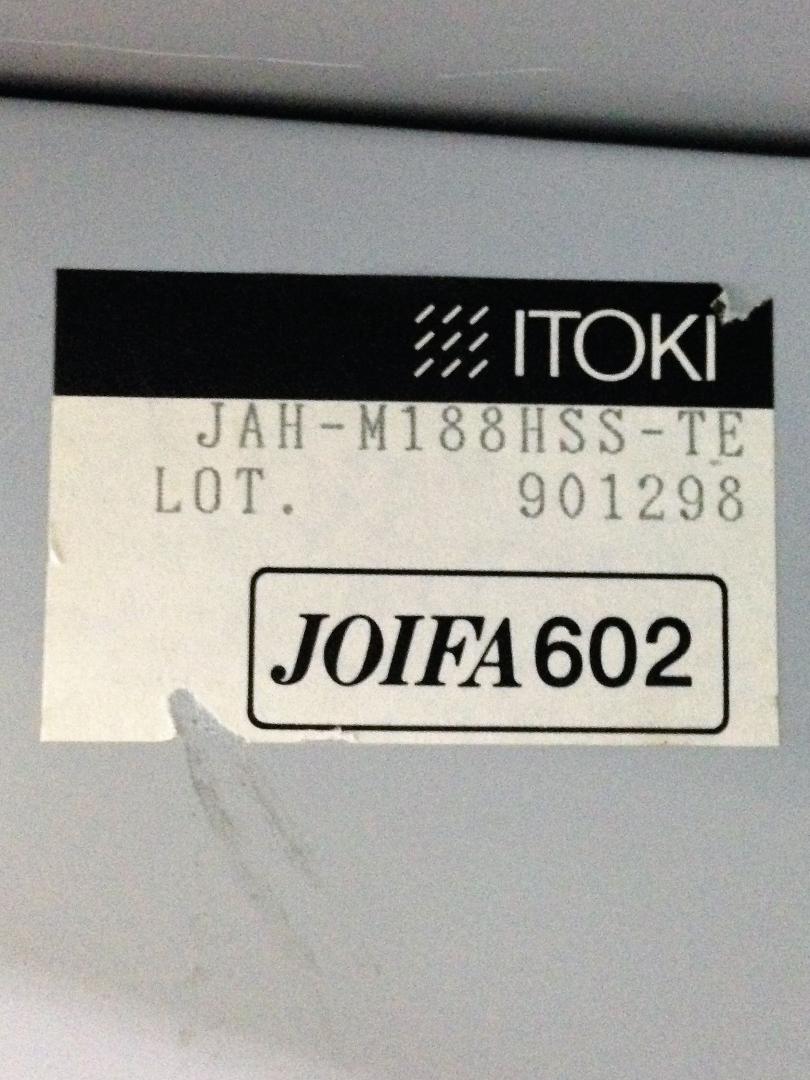 ITOKI
JAH-M188HSS-TE
LOT. 901298
JOIFA602